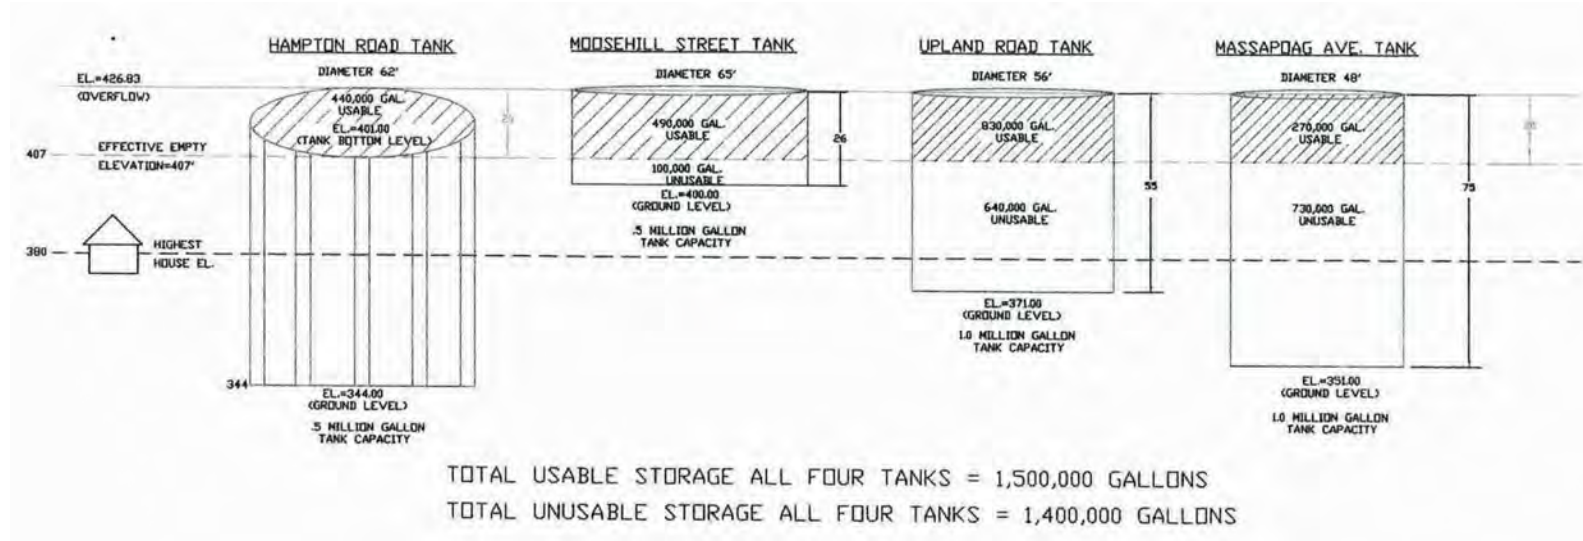 HAMPTON ROAD TANK
DIAMETER 62'
EL.=426.83
(OVERFLOW)
440,000 GAL.
USABLE
EL.=401.00
(TANK BOTTOM LEVEL)
407
EFFECTIVE EMPTY
ELEVATION=407'
380
HIGHEST
HOUSE EL.
344
EL.=344.00
(GROUND LEVEL)
.5 MILLION GALLON
TANK CAPACITY
MOOSEHILL STREET TANK
DIAMETER 65'
490,000 GAL.
USABLE
26
100,000 GAL.
UNUSABLE
EL.=400.00
(GROUND LEVEL)
.5 MILLION GALLON
TANK CAPACITY
UPLAND ROAD TANK
DIAMETER 56'
830,000 GAL.
USABLE
640,000 GAL.
UNUSABLE
55
EL.=371.00
(GROUND LEVEL)
1.0 MILLION GALLON
TANK CAPACITY
MASSAPOAG AVE. TANK
DIAMETER 48'
270,000 GAL.
USABLE
730,000 GAL.
UNUSABLE
75
EL.=351.00
(GROUND LEVEL)
1.0 MILLION GALLON
TANK CAPACITY
TOTAL USABLE STORAGE ALL FOUR TANKS = 1,500,000 GALLONS
TOTAL UNUSABLE STORAGE ALL FOUR TANKS = 1,400,000 GALLONS